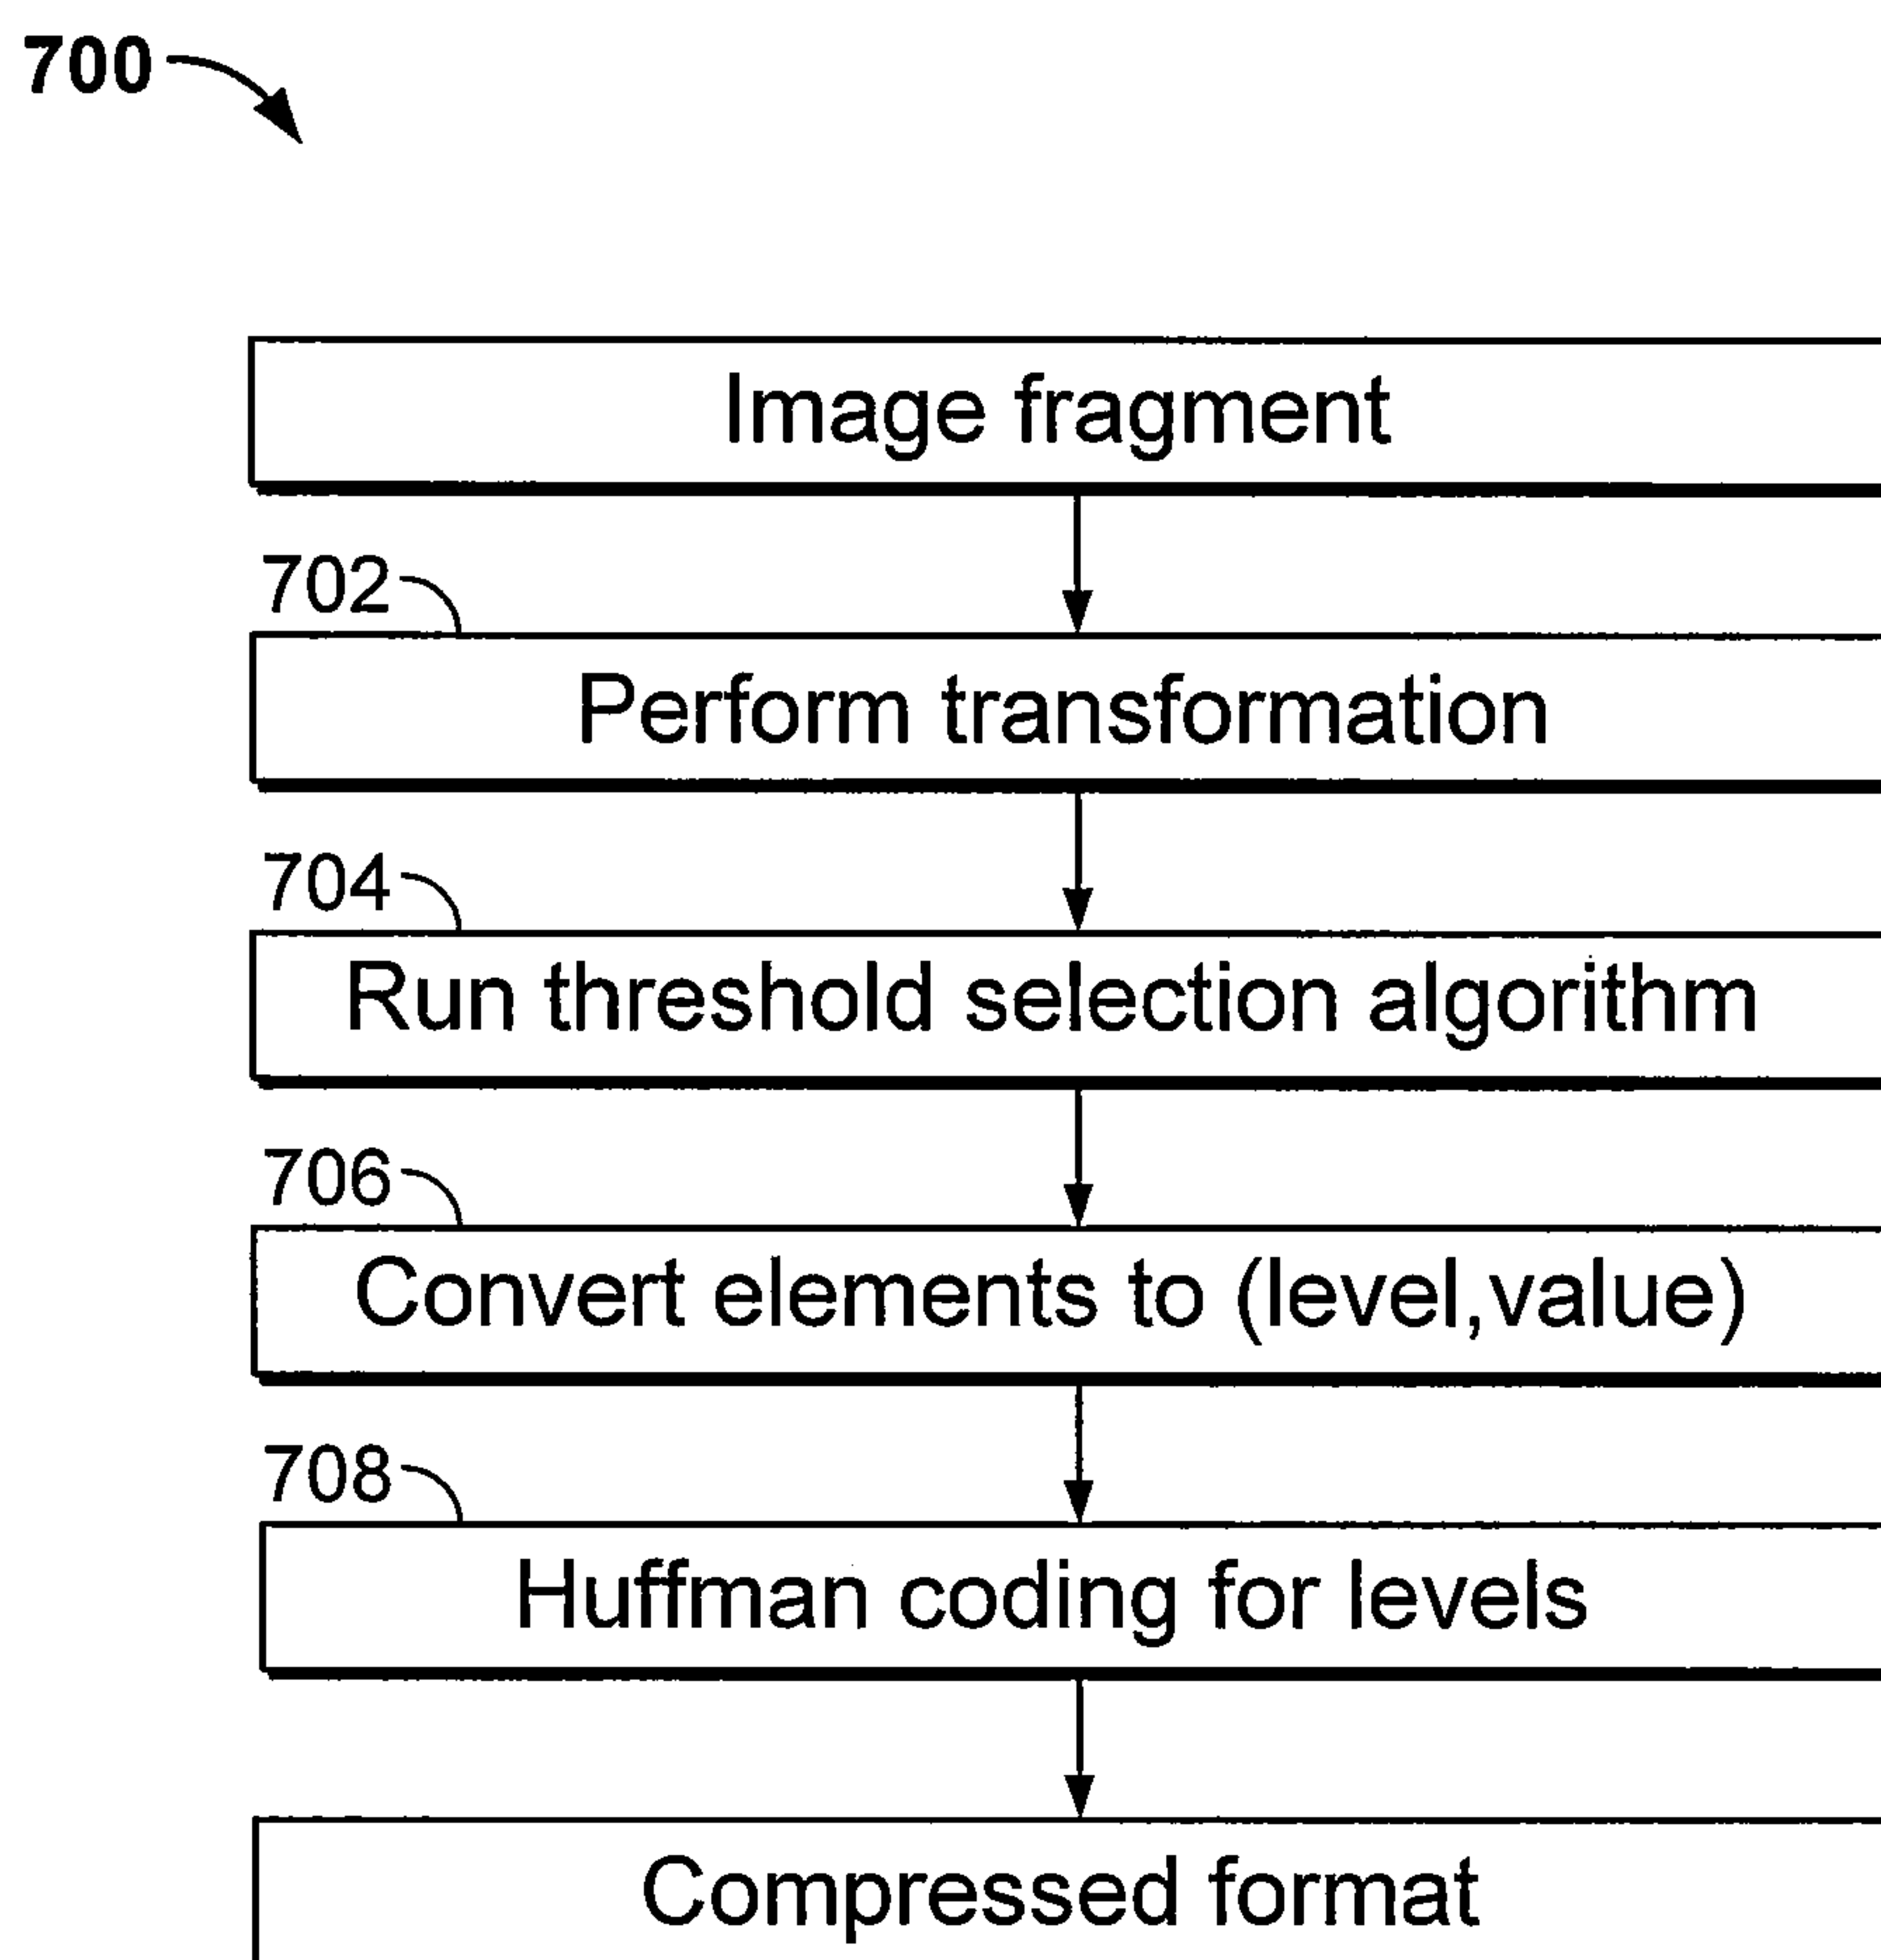 700
Image fragment
702
Perform transformation
704
Run threshold selection algorithm
706
Convert elements to (level,value)
708
Huffman coding for levels
Compressed format